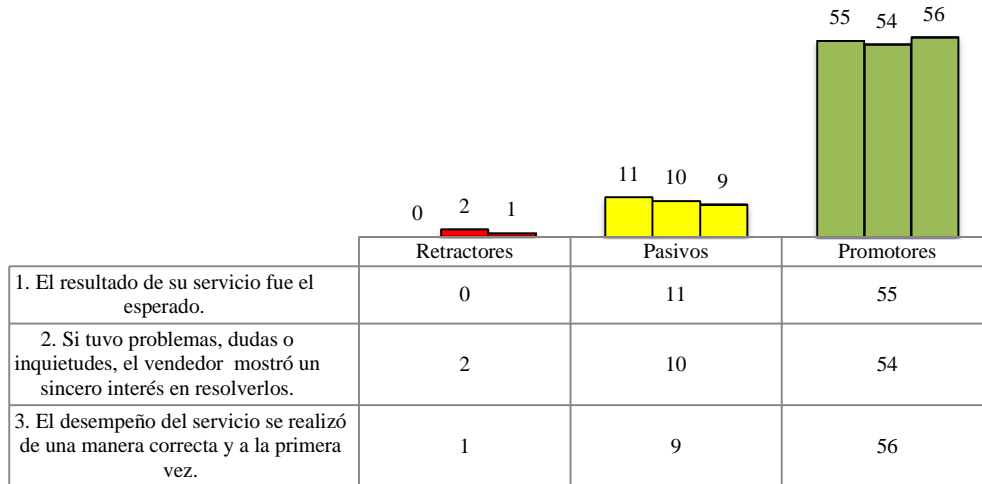 55 54 56
11 10 9
0 2 1
Retractores Pasivos Promotores
1. El resultado de su servicio fue el
esperado.
0 11 55
2. Si tuvo problemas, dudas o
inquietudes, el vendedor mostró un
sincero interés en resolverlos.
2 10 54
3. El desempeño del servicio se realizó
de una manera correcta y a la primera
vez.
1 9 56